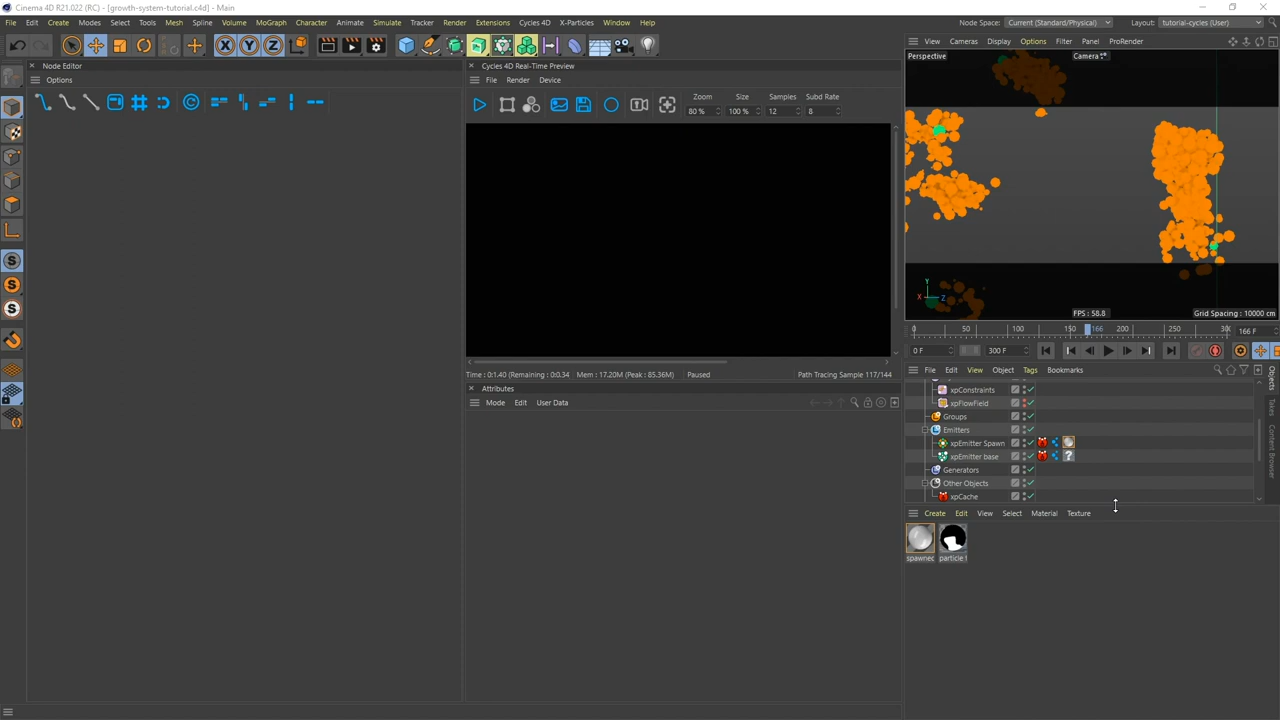 Cinema 4D R21.022 (RC) - [growth-system-tutorial.c4d] - Main
File Edit Create Modes Select Tools Mesh Spline Volume MoGraph Character Animate Simulate Tracker Render Extensions Cycles 4D X-Particles Window Help Node Space: Current (Standard/Physical) Layout: tutorial-cycles (User)
Node Editor
Options
Cycles 4D Real-Time Preview
File Render Device
Zoom Size Samples Subd Rate
80 % 100 % 12 8
View Cameras Display Options Filter Panel ProRender
Perspective Camera
Y
X Z
FPS : 58.8 Grid Spacing : 10000 cm
0 50 100 150 166 200 250 166 F
0 F 300 F
Time : 0:1.40 (Remaining : 0:0.34 Mem : 17.20M (Peak : 85.36M) Paused Path Tracing Sample 117/144
Attributes
Mode Edit User Data
File Edit View Object Tags Bookmarks
xpConstraints
xpFlowField
Groups
Emitters
xpEmitter Spawn
xpEmitter base
Generators
Other Objects
xpCache
Objects
Takes
Content Browser
Create Edit View Select Material Texture
spawnec particle